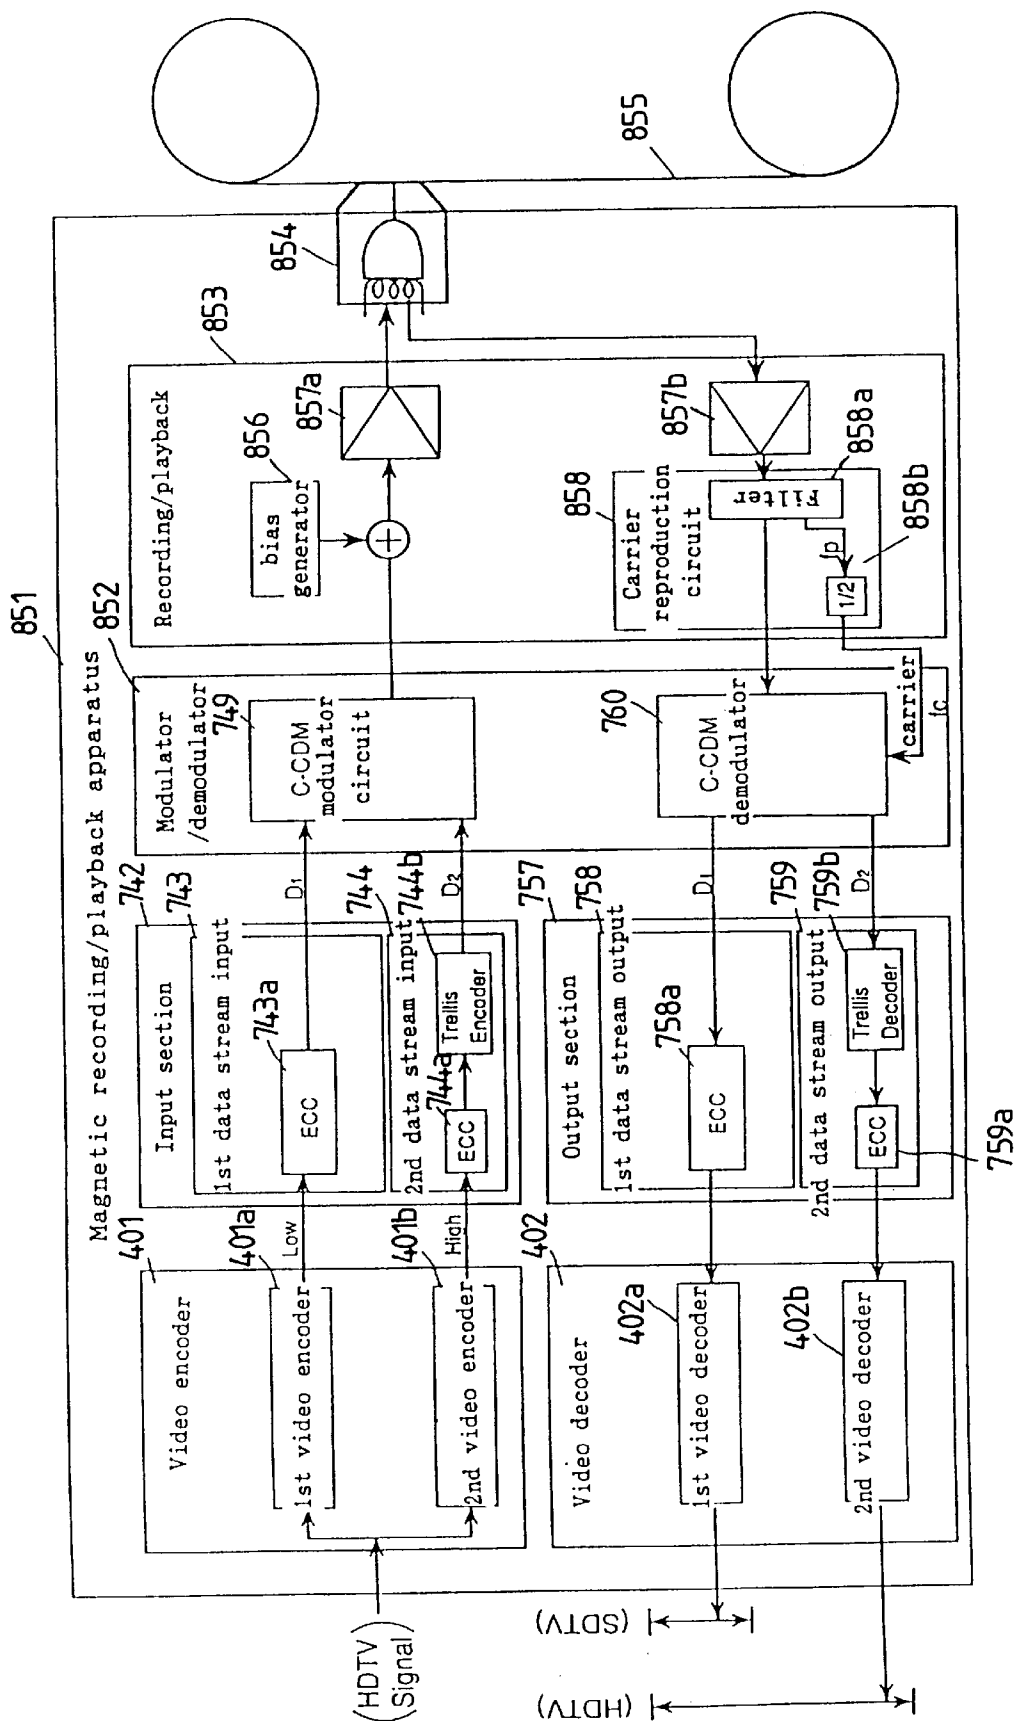 Magnetic recording/playback apparatus
851
401
Video encoder
401a
1st video encoder
401b
2nd video encoder
(HDTV)
(Signal)
Low
High
742
Input section
743
1st data stream input
743a
ECC
744
2nd data stream input
744a
ECC
744b
Trellis
Encoder
D1
D2
852
Modulator
/demodulator
749
C-CDM
modulator
circuit
853
Recording/playback
856
bias
generator
857a
854
855
402
Video decoder
402a
1st video decoder
402b
2nd video decoder
(SDTV)
(HDTV)
757
Output section
758
1st data stream output
758a
ECC
759
2nd data stream output
759a
ECC
759b
Trellis
Decoder
D1
D2
760
C-CDM
demodulator
carrier
fc
858
Carrier
reproduction
circuit
857b
Filter
858a
fp
1/2
858b